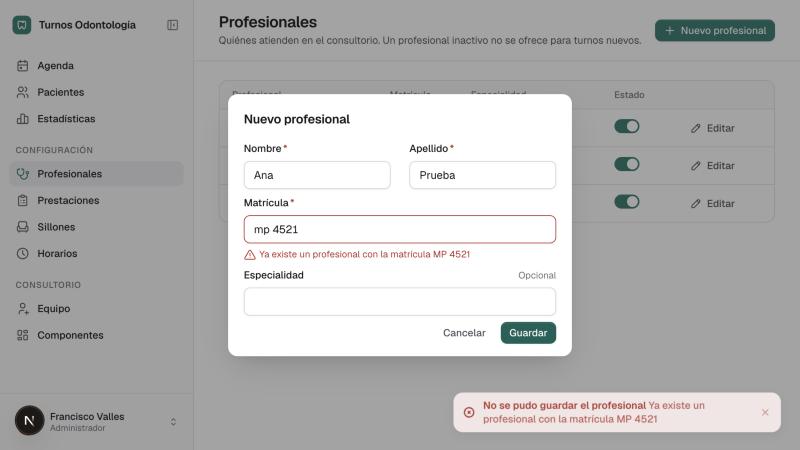 Turnos Odontología
Agenda
Pacientes
Estadísticas
CONFIGURACIÓN
Profesionales
Prestaciones
Sillones
Horarios
CONSULTORIO
Equipo
Componentes
N
Francisco Valles
Administrador
Profesionales
Quiénes atienden en el consultorio. Un profesional inactivo no se ofrece para turnos nuevos.
Nuevo profesional
Estado
Editar
Editar
Editar
Nuevo profesional
Nombre * Apellido *
Ana Prueba
Matrícula *
mp 4521
Ya existe un profesional con la matrícula MP 4521
Especialidad Opcional
Cancelar Guardar
No se pudo guardar el profesional Ya existe un
profesional con la matrícula MP 4521